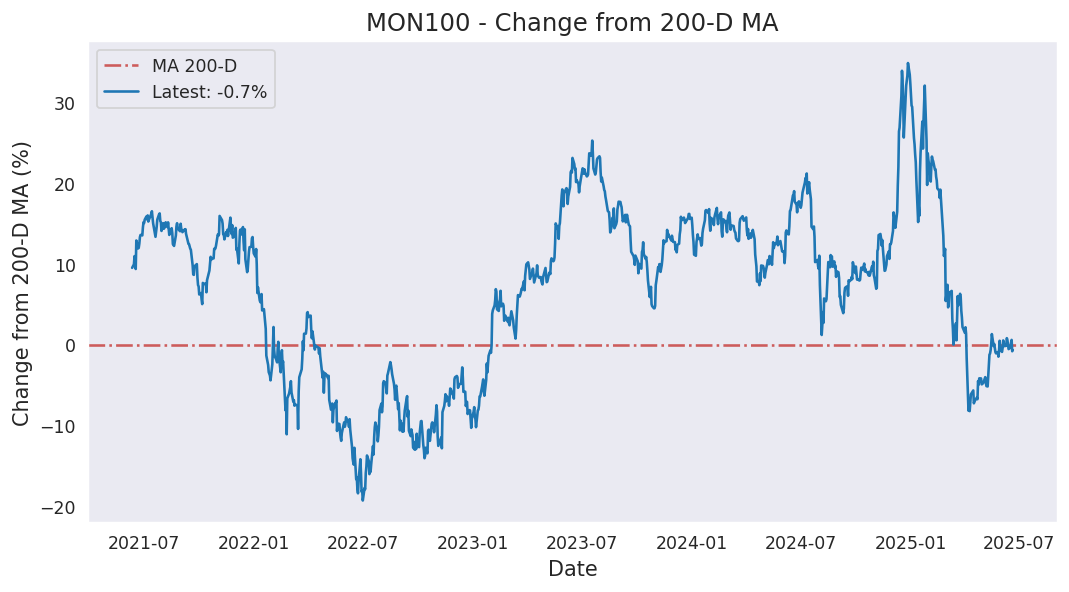 MON100 - Change from 200-D MA
MA 200-D
Latest: -0.7%
Change from 200-D MA (%)
30
20
10
0
−10
−20
2021-07 2022-01 2022-07 2023-01 2023-07 2024-01 2024-07 2025-01 2025-07
Date